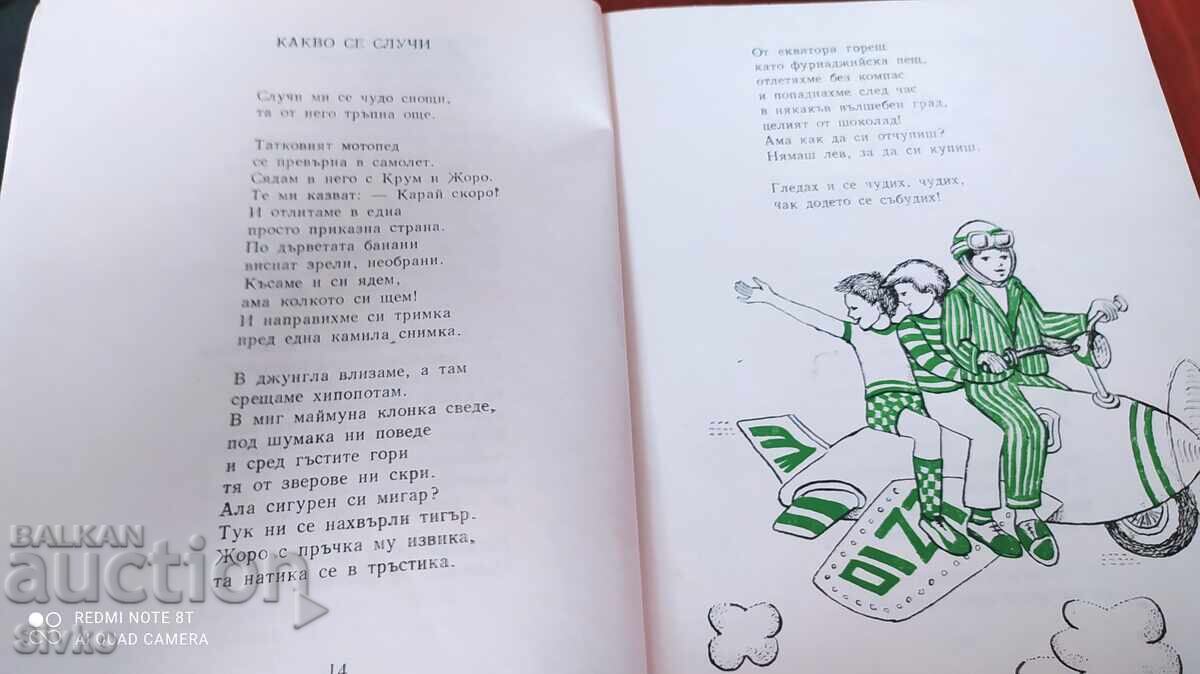 КАКВО СЕ СЛУЧИ
Случи ми се чудо снощи,
та от него тръпна още.
Татковият мотопед
се превърна в самолет.
Сядам в него с Крум и Жоро.
Те ми казват: — Карай скоро!
И отлитаме в една
просто приказна страна.
По дърветата банани
виснат зрели, необрани.
Късаме и си ядем,
ама колкото си щем!
И направихме си тримка
пред една камила снимка.
В джунгла влизаме, а там
срещаме хипопотам.
В миг маймуна клонка сведе,
под шумака ни поведе
и сред гъстите гори
тя от зверове ни скри.
Ала сигурен си мигар?
Тук ни се нахвърли тигър.
Жоро с пръчка му извика,
та натика се в тръстика.
14
От екватора горещ
като фурнаджийска пещ,
отлетяхме без компас
и попаднахме след час
в някакъв вълшебен град,
целият от шоколад!
Ама как да си отчупиш?
Нямаш лев, за да си купиш.
Гледах и се чудих, чудих,
чак додето се събудих!
BALKAN
auction
REDMI NOTE 8T
AI QUAD CAMERA
sivko